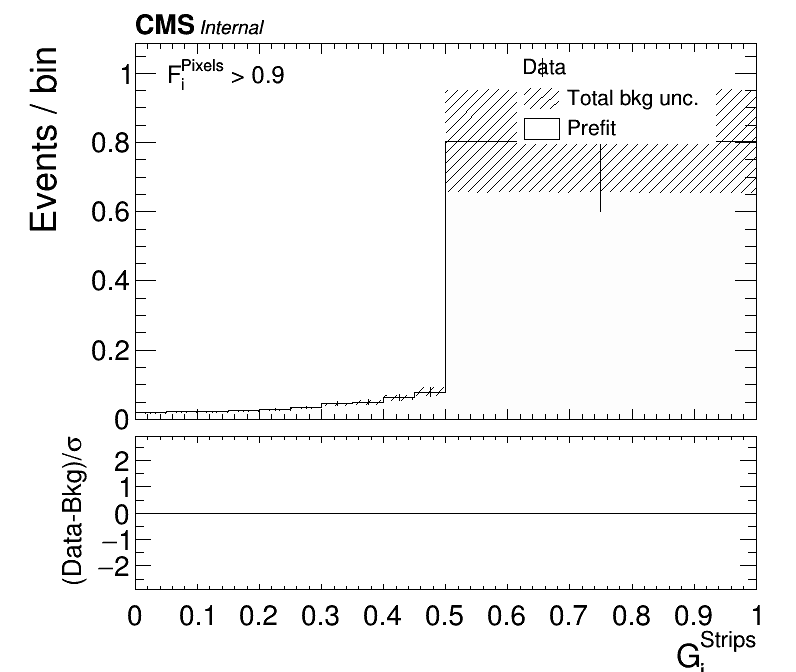 CMS Internal
Events / bin
F_i^Pixels > 0.9
Data
Total bkg unc.
Prefit
1
0.8
0.6
0.4
0.2
0
(Data-Bkg)/σ
2
1
0
−1
−2
0 0.1 0.2 0.3 0.4 0.5 0.6 0.7 0.8 0.9 1
G_i^Strips